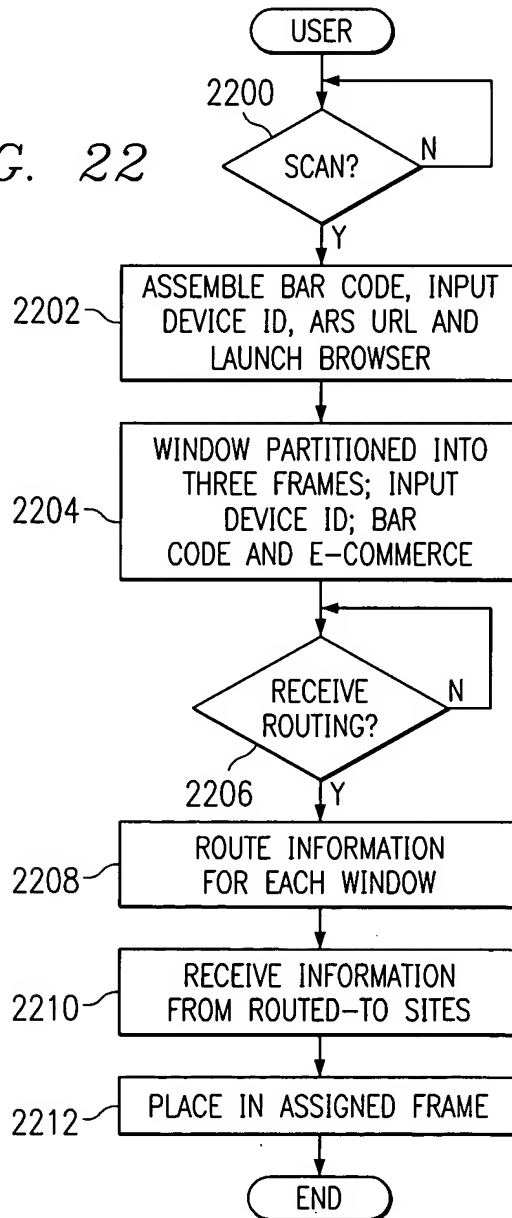 USER
2200
G. 22
SCAN?
N
Y
2202
ASSEMBLE BAR CODE, INPUT
DEVICE ID, ARS URL AND
LAUNCH BROWSER
2204
WINDOW PARTITIONED INTO
THREE FRAMES; INPUT
DEVICE ID; BAR
CODE AND E-COMMERCE
RECEIVE
ROUTING?
N
2206
Y
2208
ROUTE INFORMATION
FOR EACH WINDOW
2210
RECEIVE INFORMATION
FROM ROUTED-TO SITES
2212
PLACE IN ASSIGNED FRAME
END